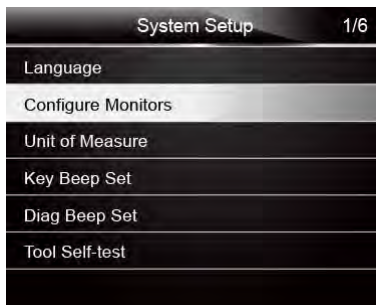 System Setup 1/6
Language
Configure Monitors
Unit of Measure
Key Beep Set
Diag Beep Set
Tool Self-test